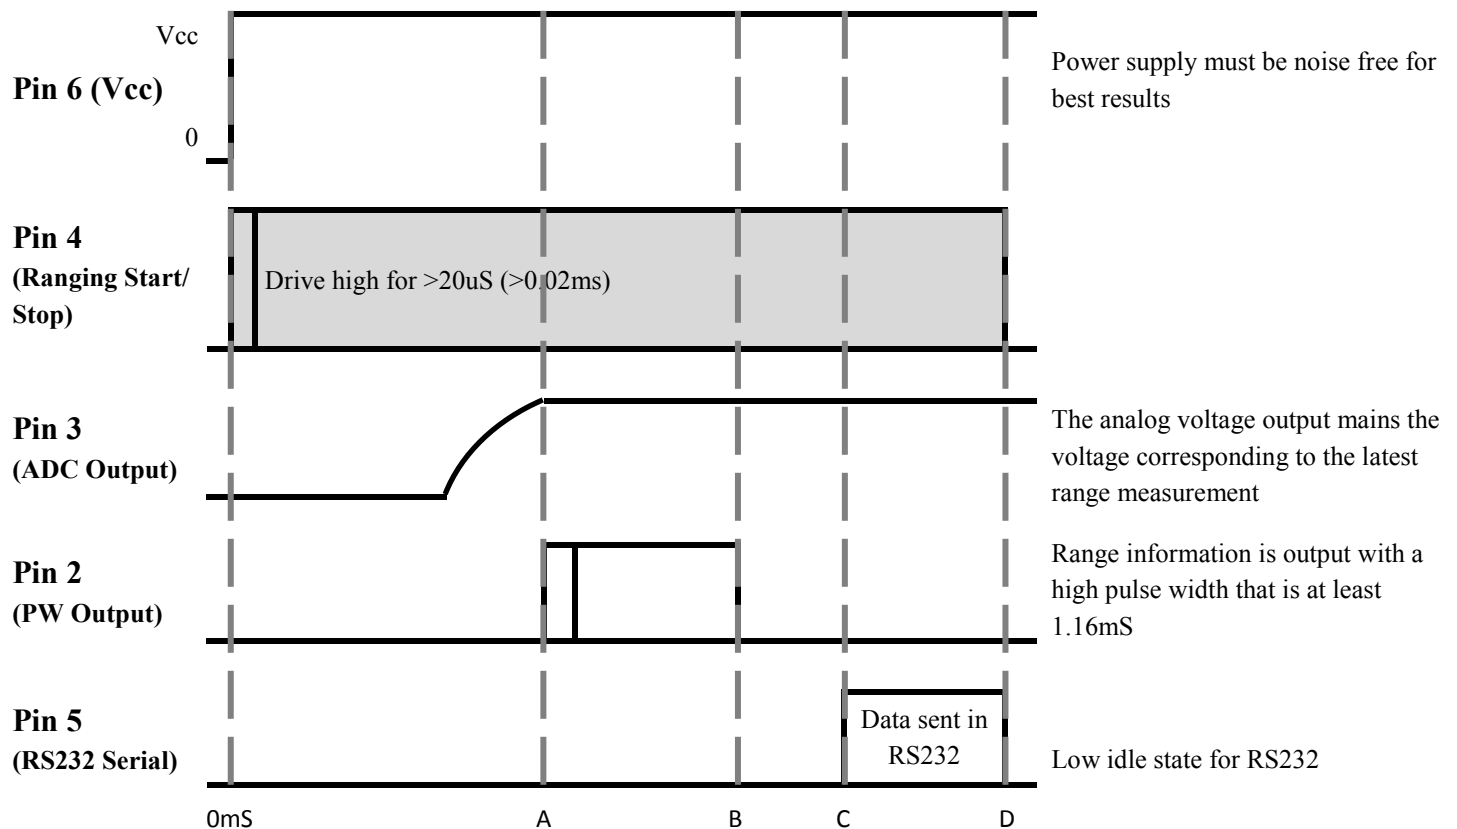 Vcc
Pin 6 (Vcc)
0
Power supply must be noise free for
best results
Pin 4
(Ranging Start/
Stop)
Drive high for >20uS (>0.02ms)
Pin 3
(ADC Output)
The analog voltage output mains the
voltage corresponding to the latest
range measurement
Pin 2
(PW Output)
Range information is output with a
high pulse width that is at least
1.16mS
Pin 5
(RS232 Serial)
Data sent in
RS232
Low idle state for RS232
0mS A B C D